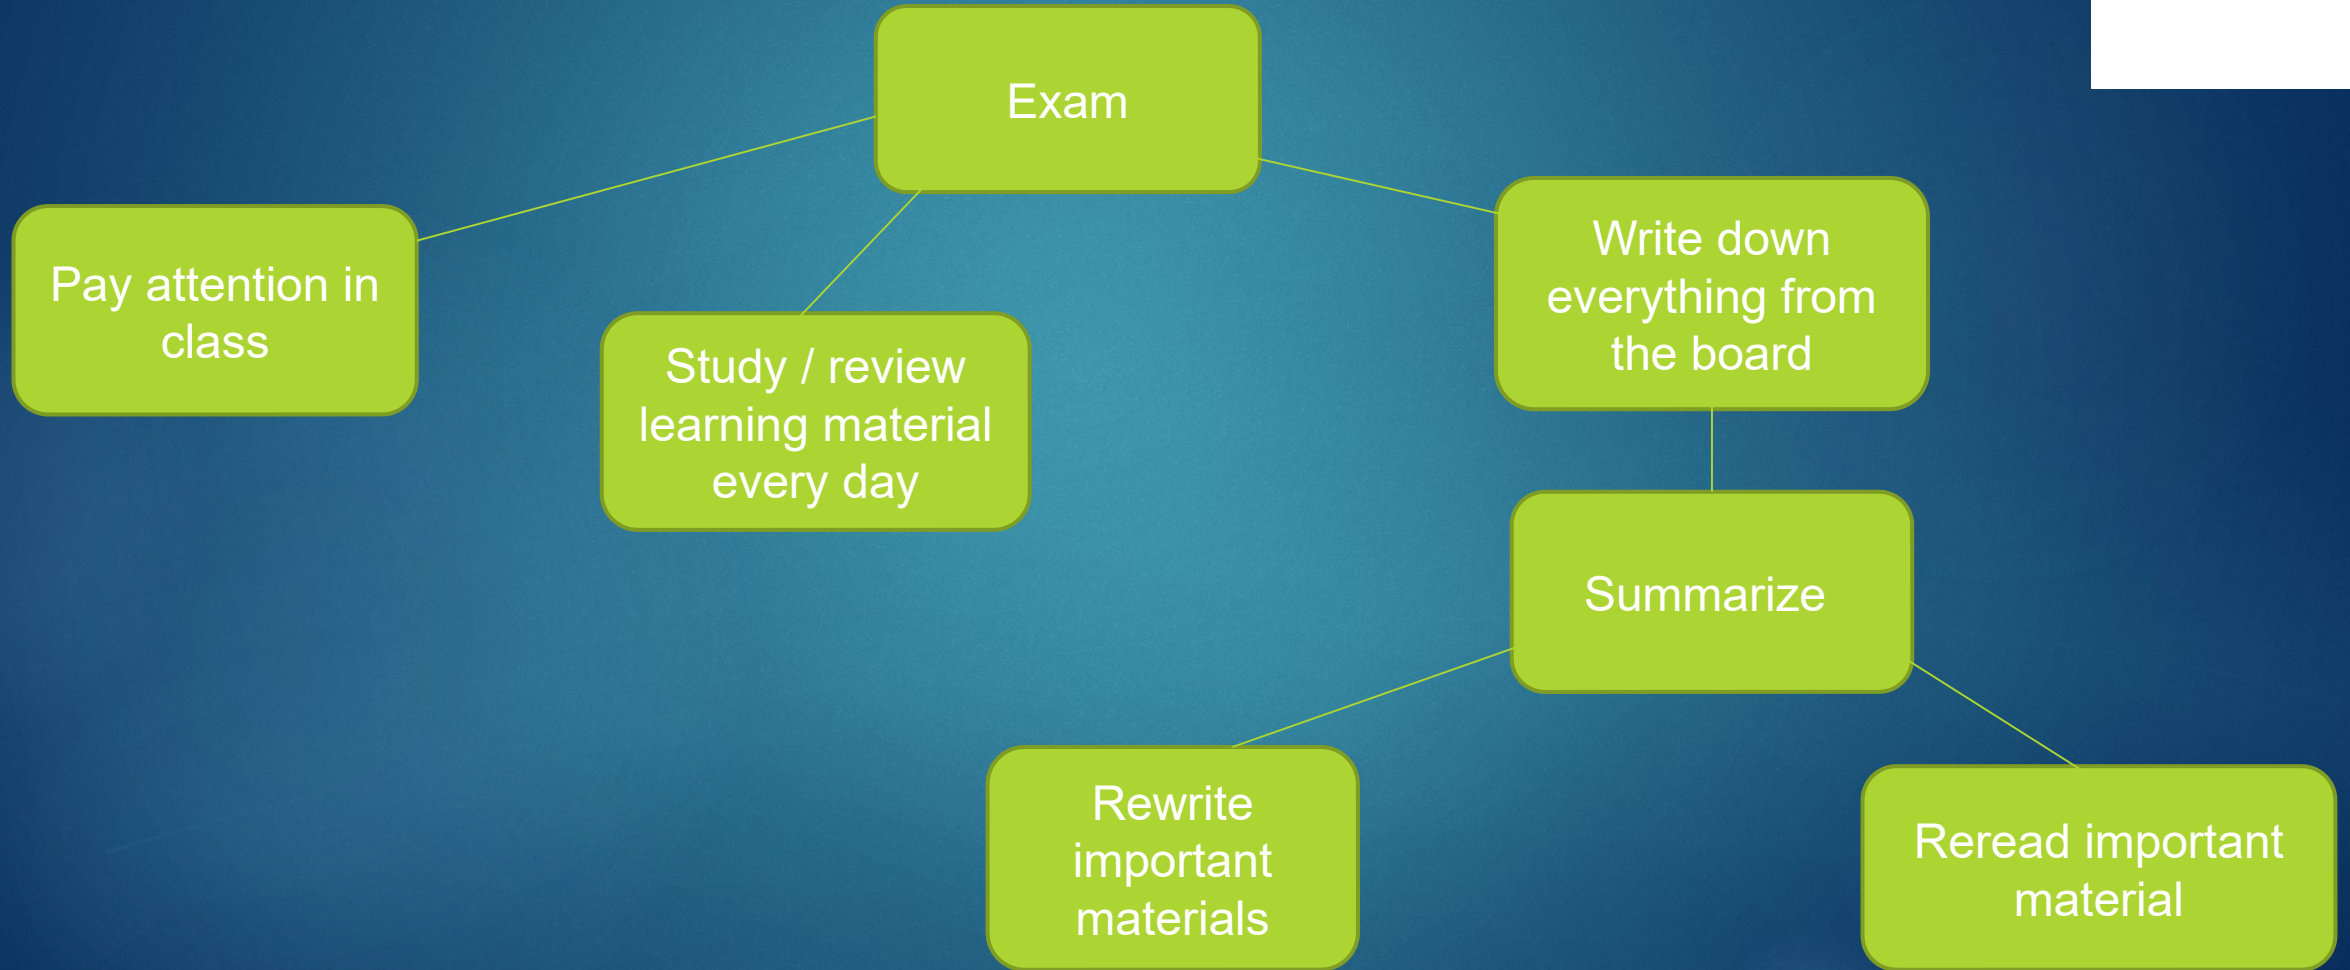 Exam
Pay attention in
class
Study / review
learning material
every day
Write down
everything from
the board
Summarize
Rewrite
important
materials
Reread important
material